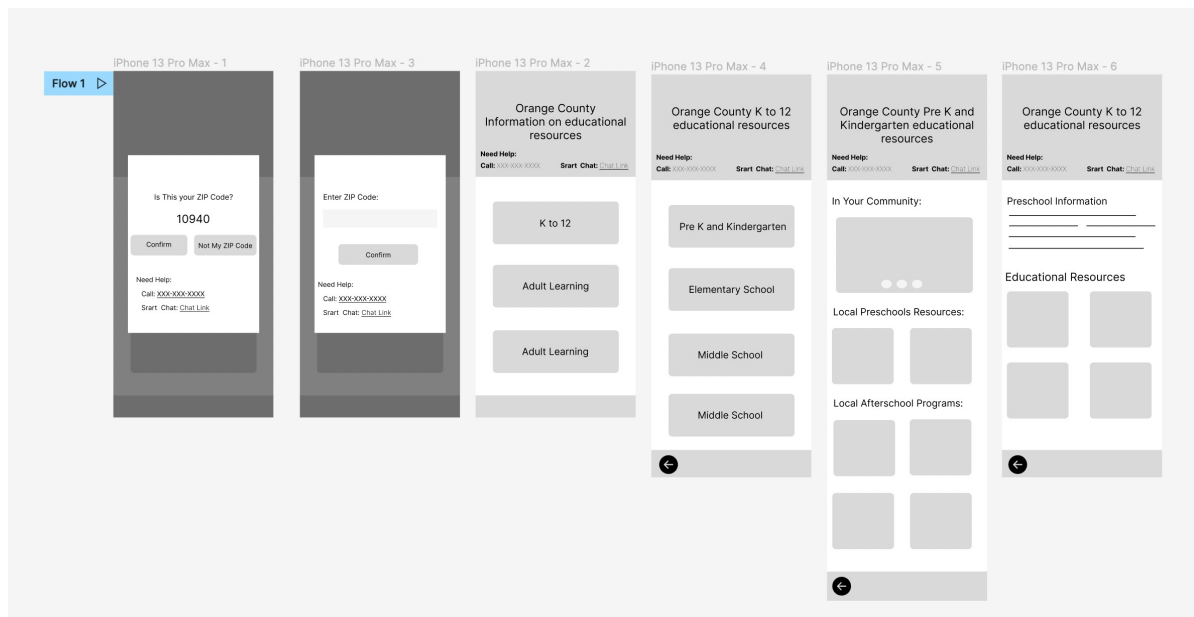 Flow 1
iPhone 13 Pro Max - 1
Is This your ZIP Code?
10940
Confirm
Not My ZIP Code
Need Help:
Call: XXX-XXX-XXXX
Srart Chat: Chat Link
iPhone 13 Pro Max - 3
Enter ZIP Code:
Confirm
Need Help:
Call: XXX-XXX-XXXX
Srart Chat: Chat Link
iPhone 13 Pro Max - 2
Orange County
Information on educational
resources
Need Help:
Call: XXX-XXX-XXXX
Srart Chat: Chat Link
K to 12
Adult Learning
Adult Learning
iPhone 13 Pro Max - 4
Orange County K to 12
educational resources
Need Help:
Call: XXX-XXX-XXXX
Srart Chat: Chat Link
Pre K and Kindergarten
Elementary School
Middle School
Middle School
iPhone 13 Pro Max - 5
Orange County Pre K and
Kindergarten educational
resources
Need Help:
Call: XXX-XXX-XXXX
Srart Chat: Chat Link
In Your Community:
Local Preschools Resources:
Local Afterschool Programs:
iPhone 13 Pro Max - 6
Orange County K to 12
educational resources
Need Help:
Call: XXX-XXX-XXXX
Srart Chat: Chat Link
Preschool Information
Educational Resources